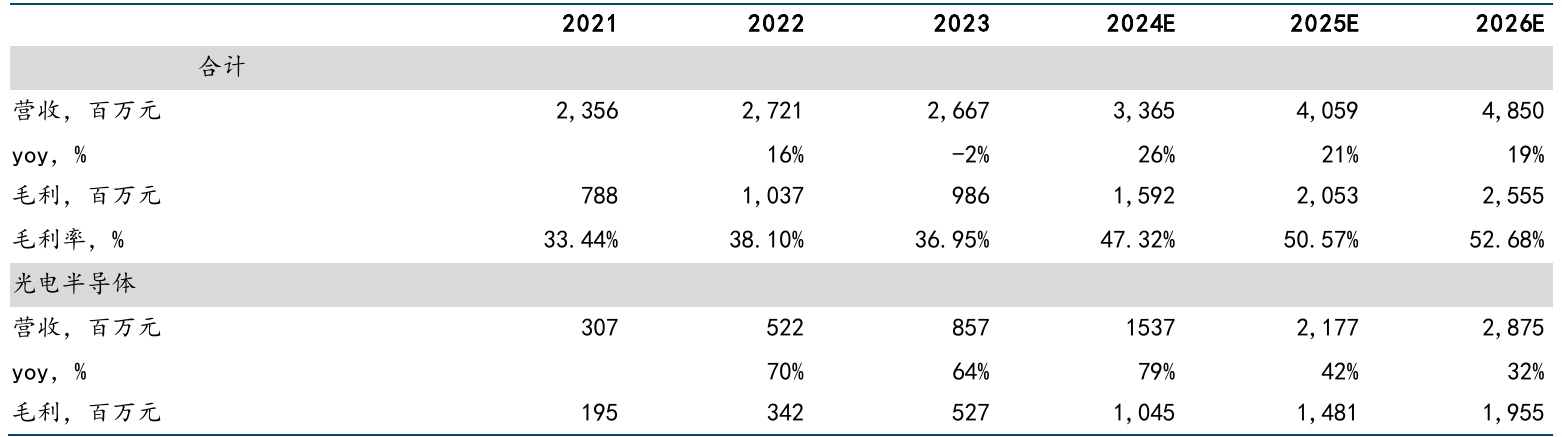 2021 2022 2023 2024E 2025E 2026E
合计
营收，百万元 2,356 2,721 2,667 3,365 4,059 4,850
yoy，% 16% -2% 26% 21% 19%
毛利，百万元 788 1,037 986 1,592 2,053 2,555
毛利率，% 33.44% 38.10% 36.95% 47.32% 50.57% 52.68%
光电半导体
营收，百万元 307 522 857 1537 2,177 2,875
yoy，% 70% 64% 79% 42% 32%
毛利，百万元 195 342 527 1,045 1,481 1,955